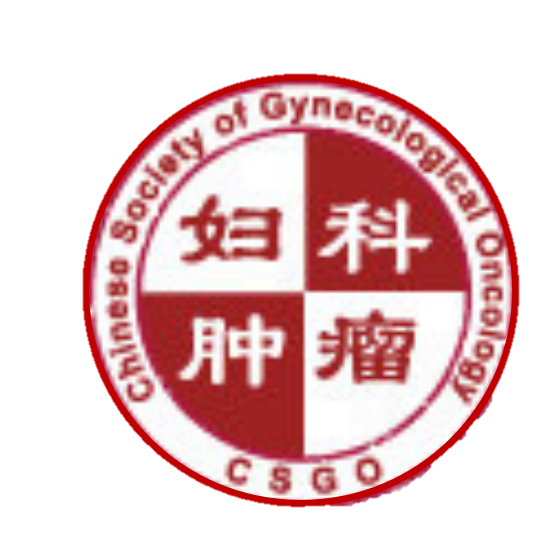 Chinese Society of Gynecological Oncology
妇科
肿瘤
CSGO